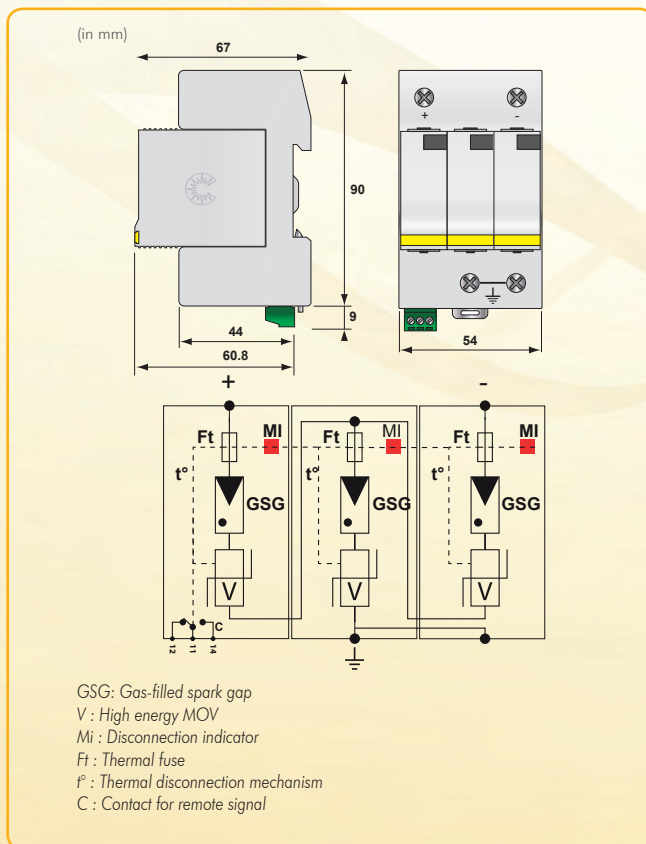 (in mm)
67
+ -
90
9
44
54
60.8
+ -
Ft MI Ft MI Ft MI
t° t° t°
GSG GSG GSG
V V V
C
12 11 14
GSG: Gas-filled spark gap
V : High energy MOV
Mi : Disconnection indicator
Ft : Thermal fuse
t° : Thermal disconnection mechanism
C : Contact for remote signal